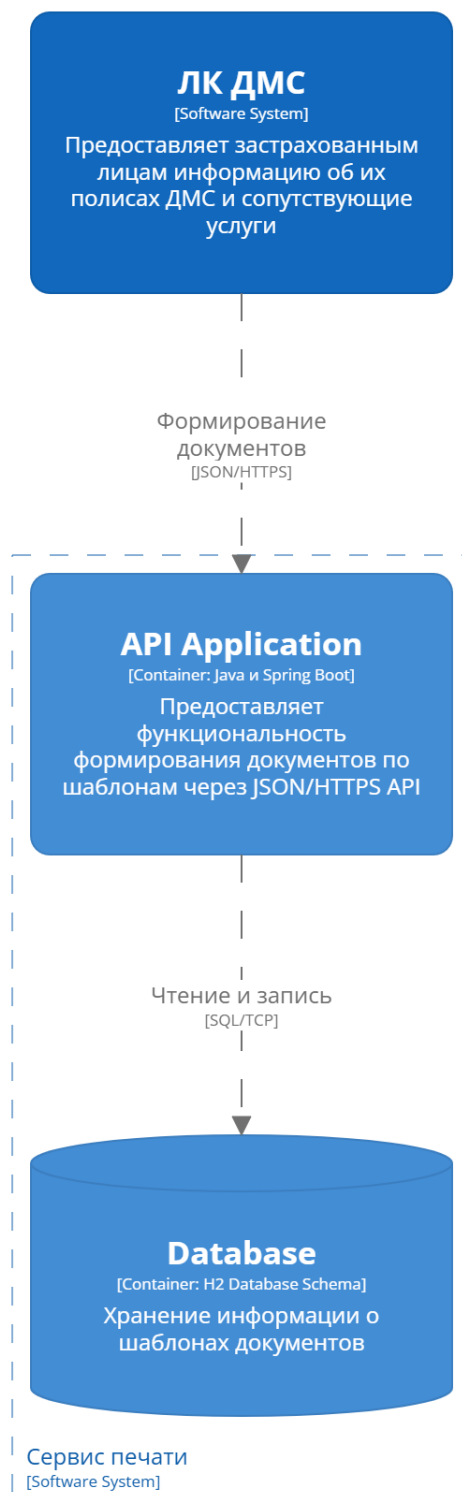 ЛК ДМС
[Software System]
Предоставляет застрахованным
лицам информацию об их
полисах ДМС и сопутствующие
услуги
Формирование
документов
[JSON/HTTPS]
API Application
[Container: Java и Spring Boot]
Предоставляет
функциональность
формирования документов по
шаблонам через JSON/HTTPS API
Чтение и запись
[SQL/TCP]
Database
[Container: H2 Database Schema]
Хранение информации о
шаблонах документов
Сервис печати
[Software System]